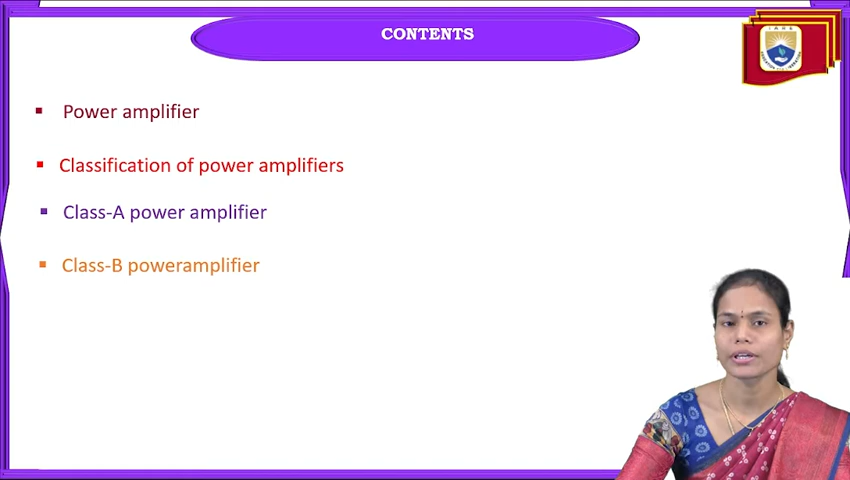 CONTENTS
Power amplifier
Classification of power amplifiers
Class-A power amplifier
Class-B poweramplifier